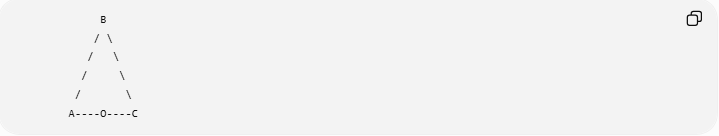 B
    / \
   /   \
  /     \
 /       \
A----O----C